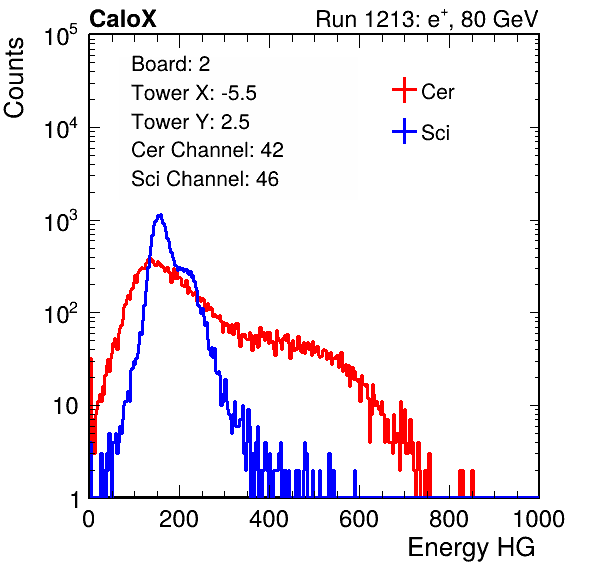 CaloX Run 1213: e⁺, 80 GeV
Counts
10⁵
10⁴
10³
10²
10
1
Board: 2
Tower X: -5.5
Tower Y: 2.5
Cer Channel: 42
Sci Channel: 46
Cer
Sci
0 200 400 600 800 1000
Energy HG